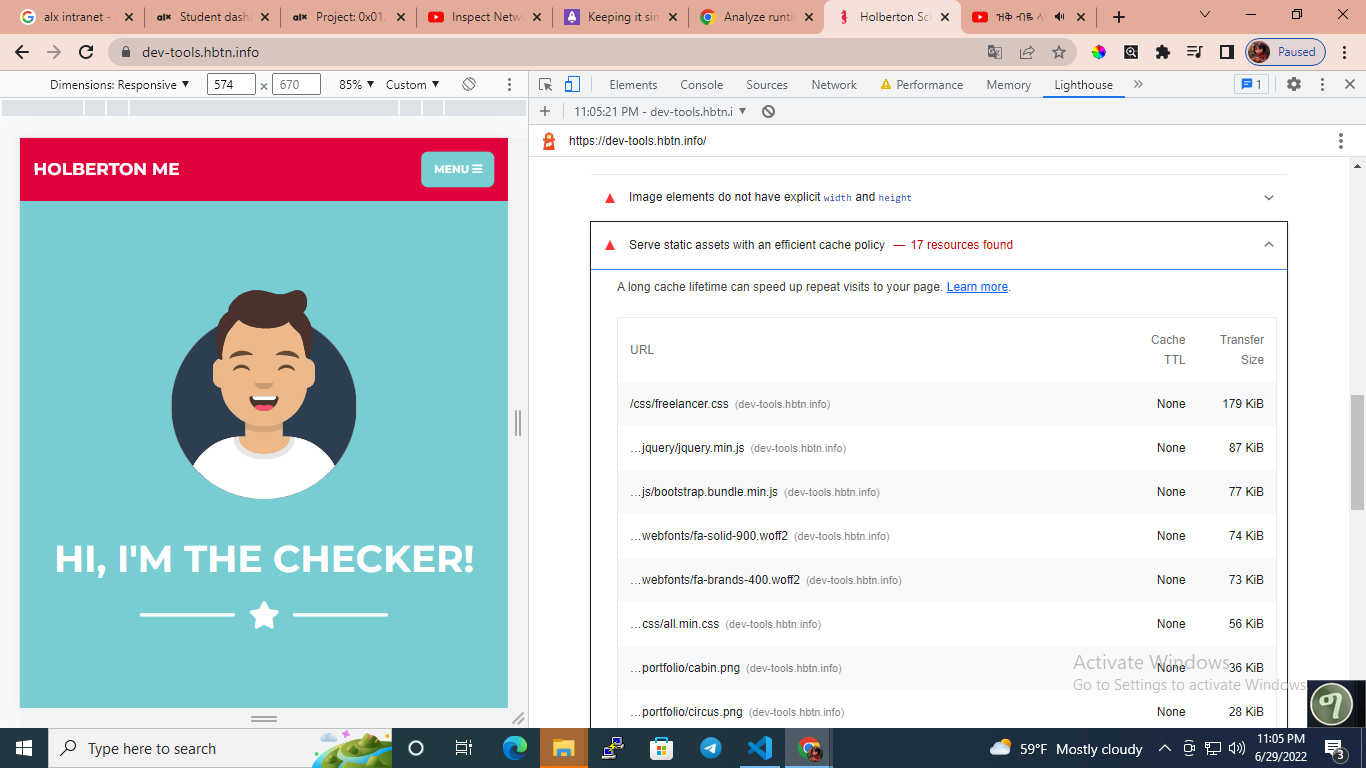 alx intranet -
Student dash
Project: 0x01.
Inspect Netw
Keeping it sim
Analyze runti
Holberton Sc
ዝቅ ብዬ
dev-tools.hbtn.info
Paused
Dimensions: Responsive
574
×
670
85%
Custom
Elements
Console
Sources
Network
Performance
Memory
Lighthouse
1
11:05:21 PM - dev-tools.hbtn.i
https://dev-tools.hbtn.info/
HOLBERTON ME
MENU
HI, I'M THE CHECKER!
Image elements do not have explicit width and height
Serve static assets with an efficient cache policy — 17 resources found
A long cache lifetime can speed up repeat visits to your page. Learn more.
URL
Cache TTL
Transfer Size
/css/freelancer.css (dev-tools.hbtn.info) None 179 KiB
…jquery/jquery.min.js (dev-tools.hbtn.info) None 87 KiB
…js/bootstrap.bundle.min.js (dev-tools.hbtn.info) None 77 KiB
…webfonts/fa-solid-900.woff2 (dev-tools.hbtn.info) None 74 KiB
…webfonts/fa-brands-400.woff2 (dev-tools.hbtn.info) None 73 KiB
…css/all.min.css (dev-tools.hbtn.info) None 56 KiB
…portfolio/cabin.png (dev-tools.hbtn.info) None 36 KiB
…portfolio/circus.png (dev-tools.hbtn.info) None 28 KiB
Activate Windows
Go to Settings to activate Windows
Type here to search
59°F Mostly cloudy
11:05 PM
6/29/2022
3